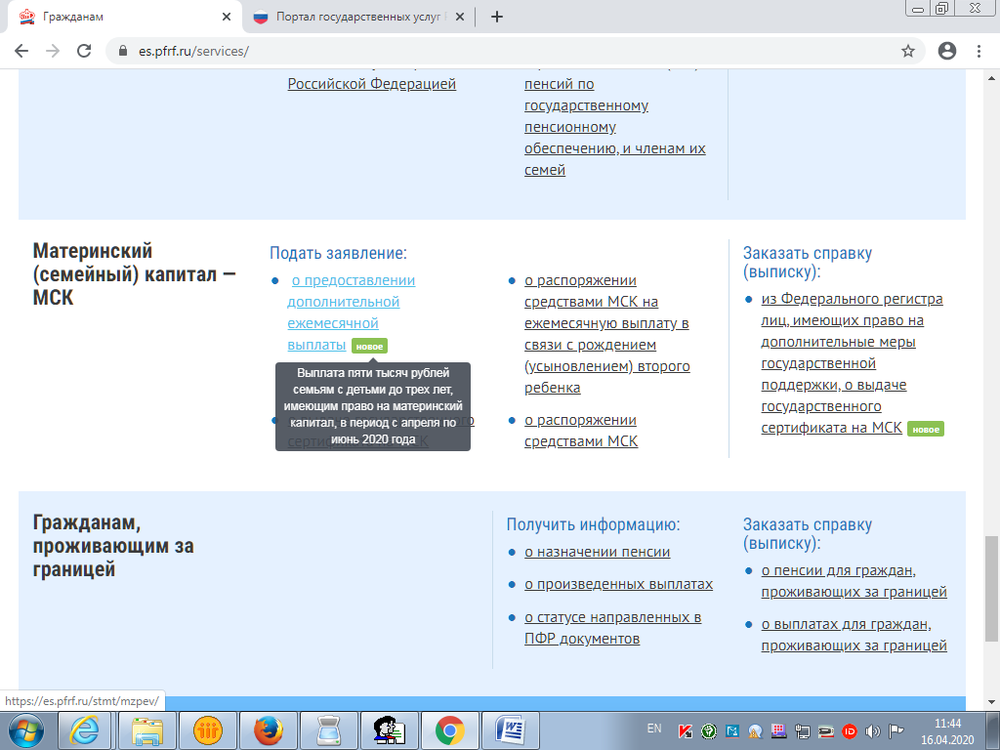 Гражданам
Портал государственных услуг
es.pfrf.ru/services/
Российской Федерацией
пенсий по
государственному
пенсионному
обеспечению, и членам их
семей
Материнский
(семейный) капитал —
МСК
Подать заявление:
о предоставлении
дополнительной
ежемесячной
выплаты новое
Выплата пяти тысяч рублей
семьям с детьми до трех лет,
имеющим право на материнский
капитал, в период с апреля по
июнь 2020 года
о распоряжении
средствами МСК на
ежемесячную выплату в
связи с рождением
(усыновлением) второго
ребенка
о распоряжении
средствами МСК
Заказать справку
(выписку):
из Федерального регистра
лиц, имеющих право на
дополнительные меры
государственной
поддержки, о выдаче
государственного
сертификата на МСК новое
Гражданам,
проживающим за
границей
Получить информацию:
о назначении пенсии
о произведенных выплатах
о статусе направленных в
ПФР документов
Заказать справку
(выписку):
о пенсии для граждан,
проживающих за границей
о выплатах для граждан,
проживающих за границей
https://es.pfrf.ru/stmt/mzpev/
EN
11:44
16.04.2020